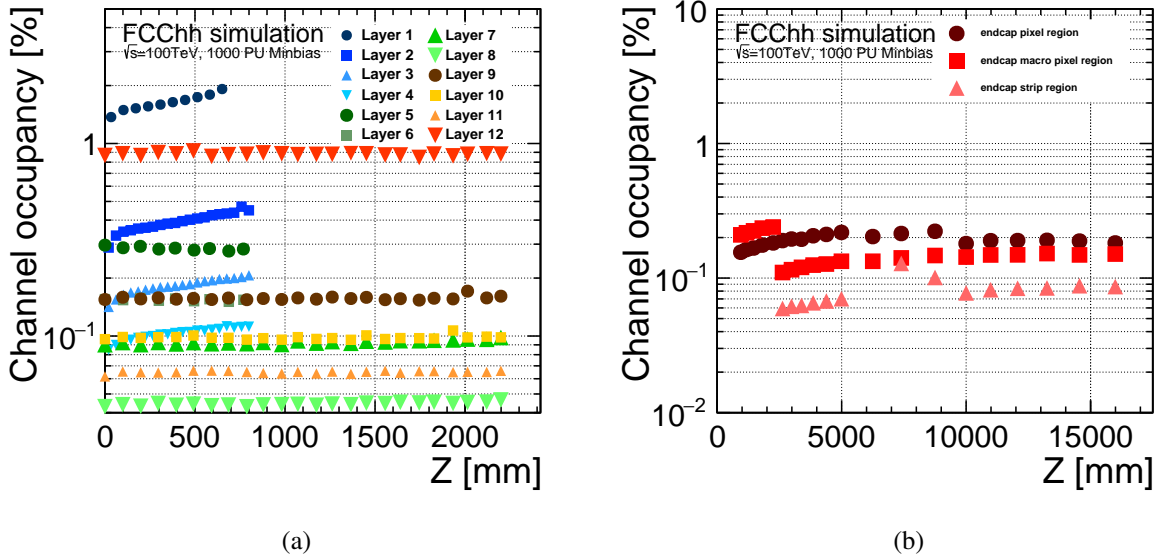 FCChh simulation
√s=100TeV, 1000 PU Minbias
Layer 1
Layer 2
Layer 3
Layer 4
Layer 5
Layer 6
Layer 7
Layer 8
Layer 9
Layer 10
Layer 11
Layer 12
Channel occupancy [%]
1
10⁻¹
0 500 1000 1500 2000
Z [mm]
(a)
FCChh simulation
√s=100TeV, 1000 PU Minbias
endcap pixel region
endcap macro pixel region
endcap strip region
Channel occupancy [%]
10
1
10⁻¹
10⁻²
0 5000 10000 15000
Z [mm]
(b)